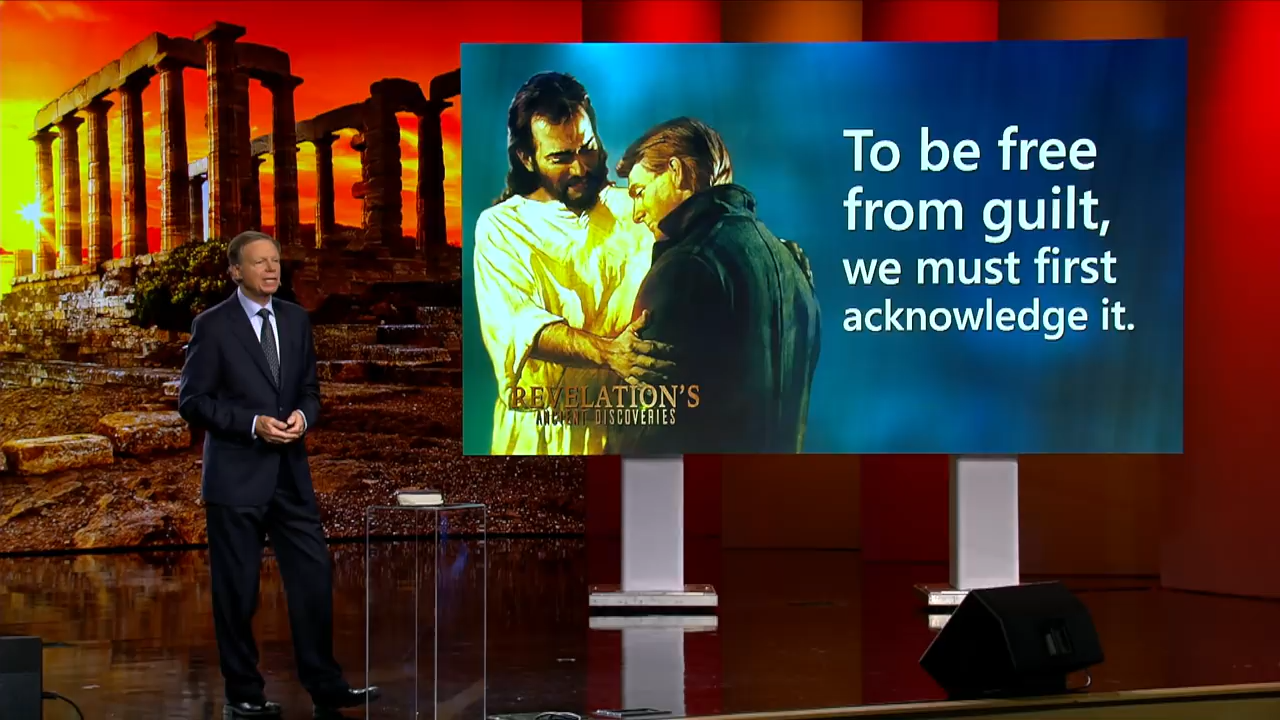 To be free
from guilt,
we must first
acknowledge it.
REVELATION'S
ANCIENT DISCOVERIES